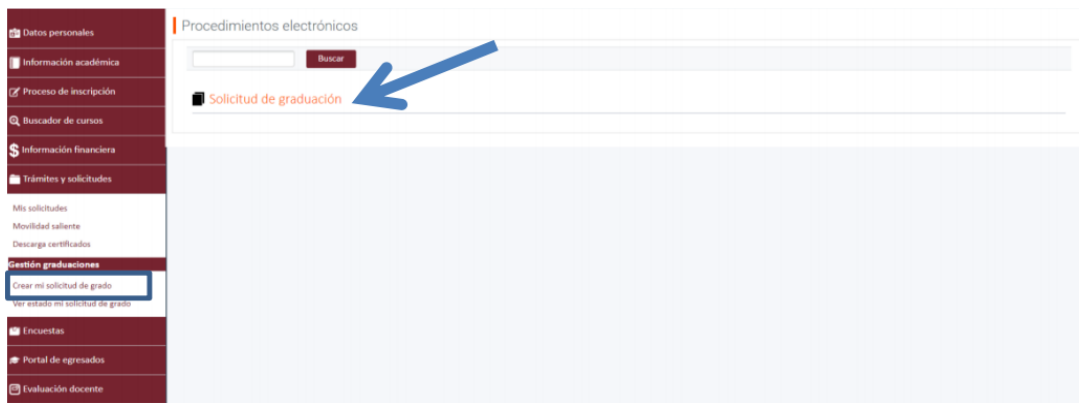 Datos personales
Información académica
Proceso de inscripción
Buscador de cursos
Información financiera
Trámites y solicitudes
Mis solicitudes
Movilidad saliente
Descarga certificados
Gestión graduaciones
Crear mi solicitud de grado
Ver estado mi solicitud de grado
Encuestas
Portal de egresados
Evaluación docente
Procedimientos electrónicos
Buscar
Solicitud de graduación